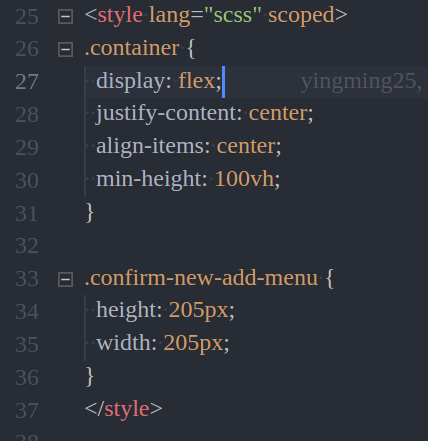 25 <style lang="scss" scoped>
26 .container {
27 display: flex; yingming25,
28 justify-content: center;
29 align-items: center;
30 min-height: 100vh;
31 }
32
33 .confirm-new-add-menu {
34 height: 205px;
35 width: 205px;
36 }
37 </style>
38